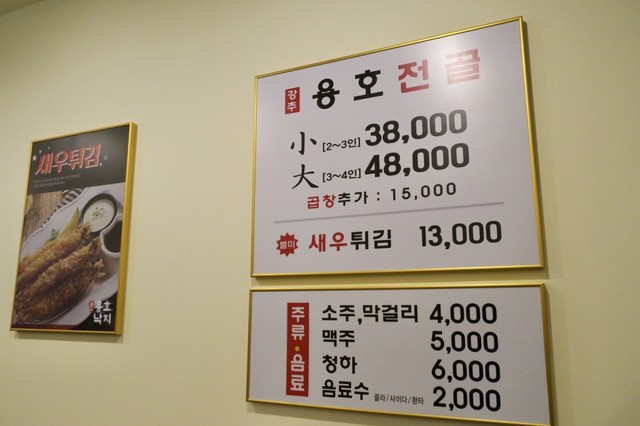 새우튀김
용호
낙지
강추 용호전골
小 [2~3인] 38,000
大 [3~4인] 48,000
곱창추가 : 15,000
별미 새우튀김 13,000
주류·음료
소주,막걸리 4,000
맥주 5,000
청하 6,000
음료수 콜라/사이다/환타 2,000